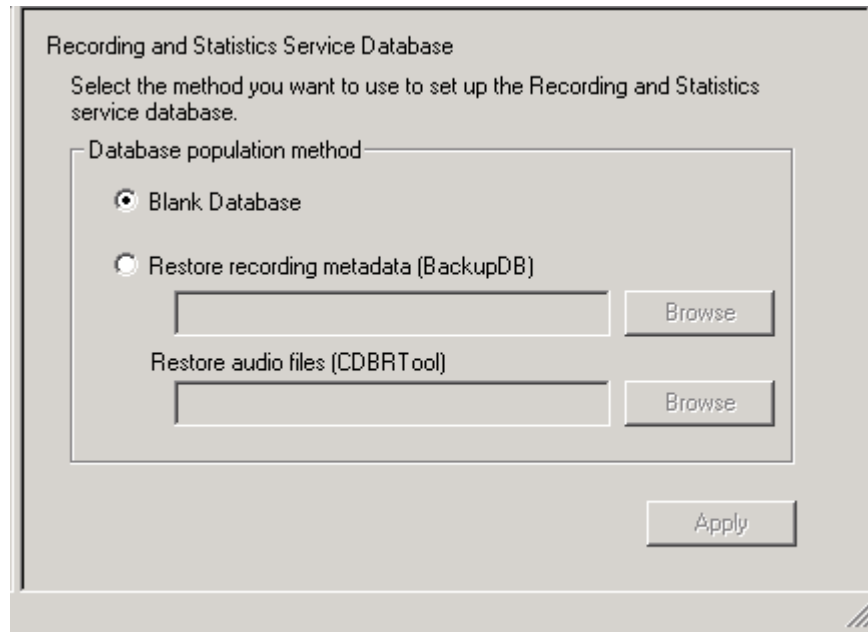 Recording and Statistics Service Database
Select the method you want to use to set up the Recording and Statistics
service database.
Database population method
Blank Database
Restore recording metadata (BackupDB)
Browse
Restore audio files (CDBRTool)
Browse
Apply